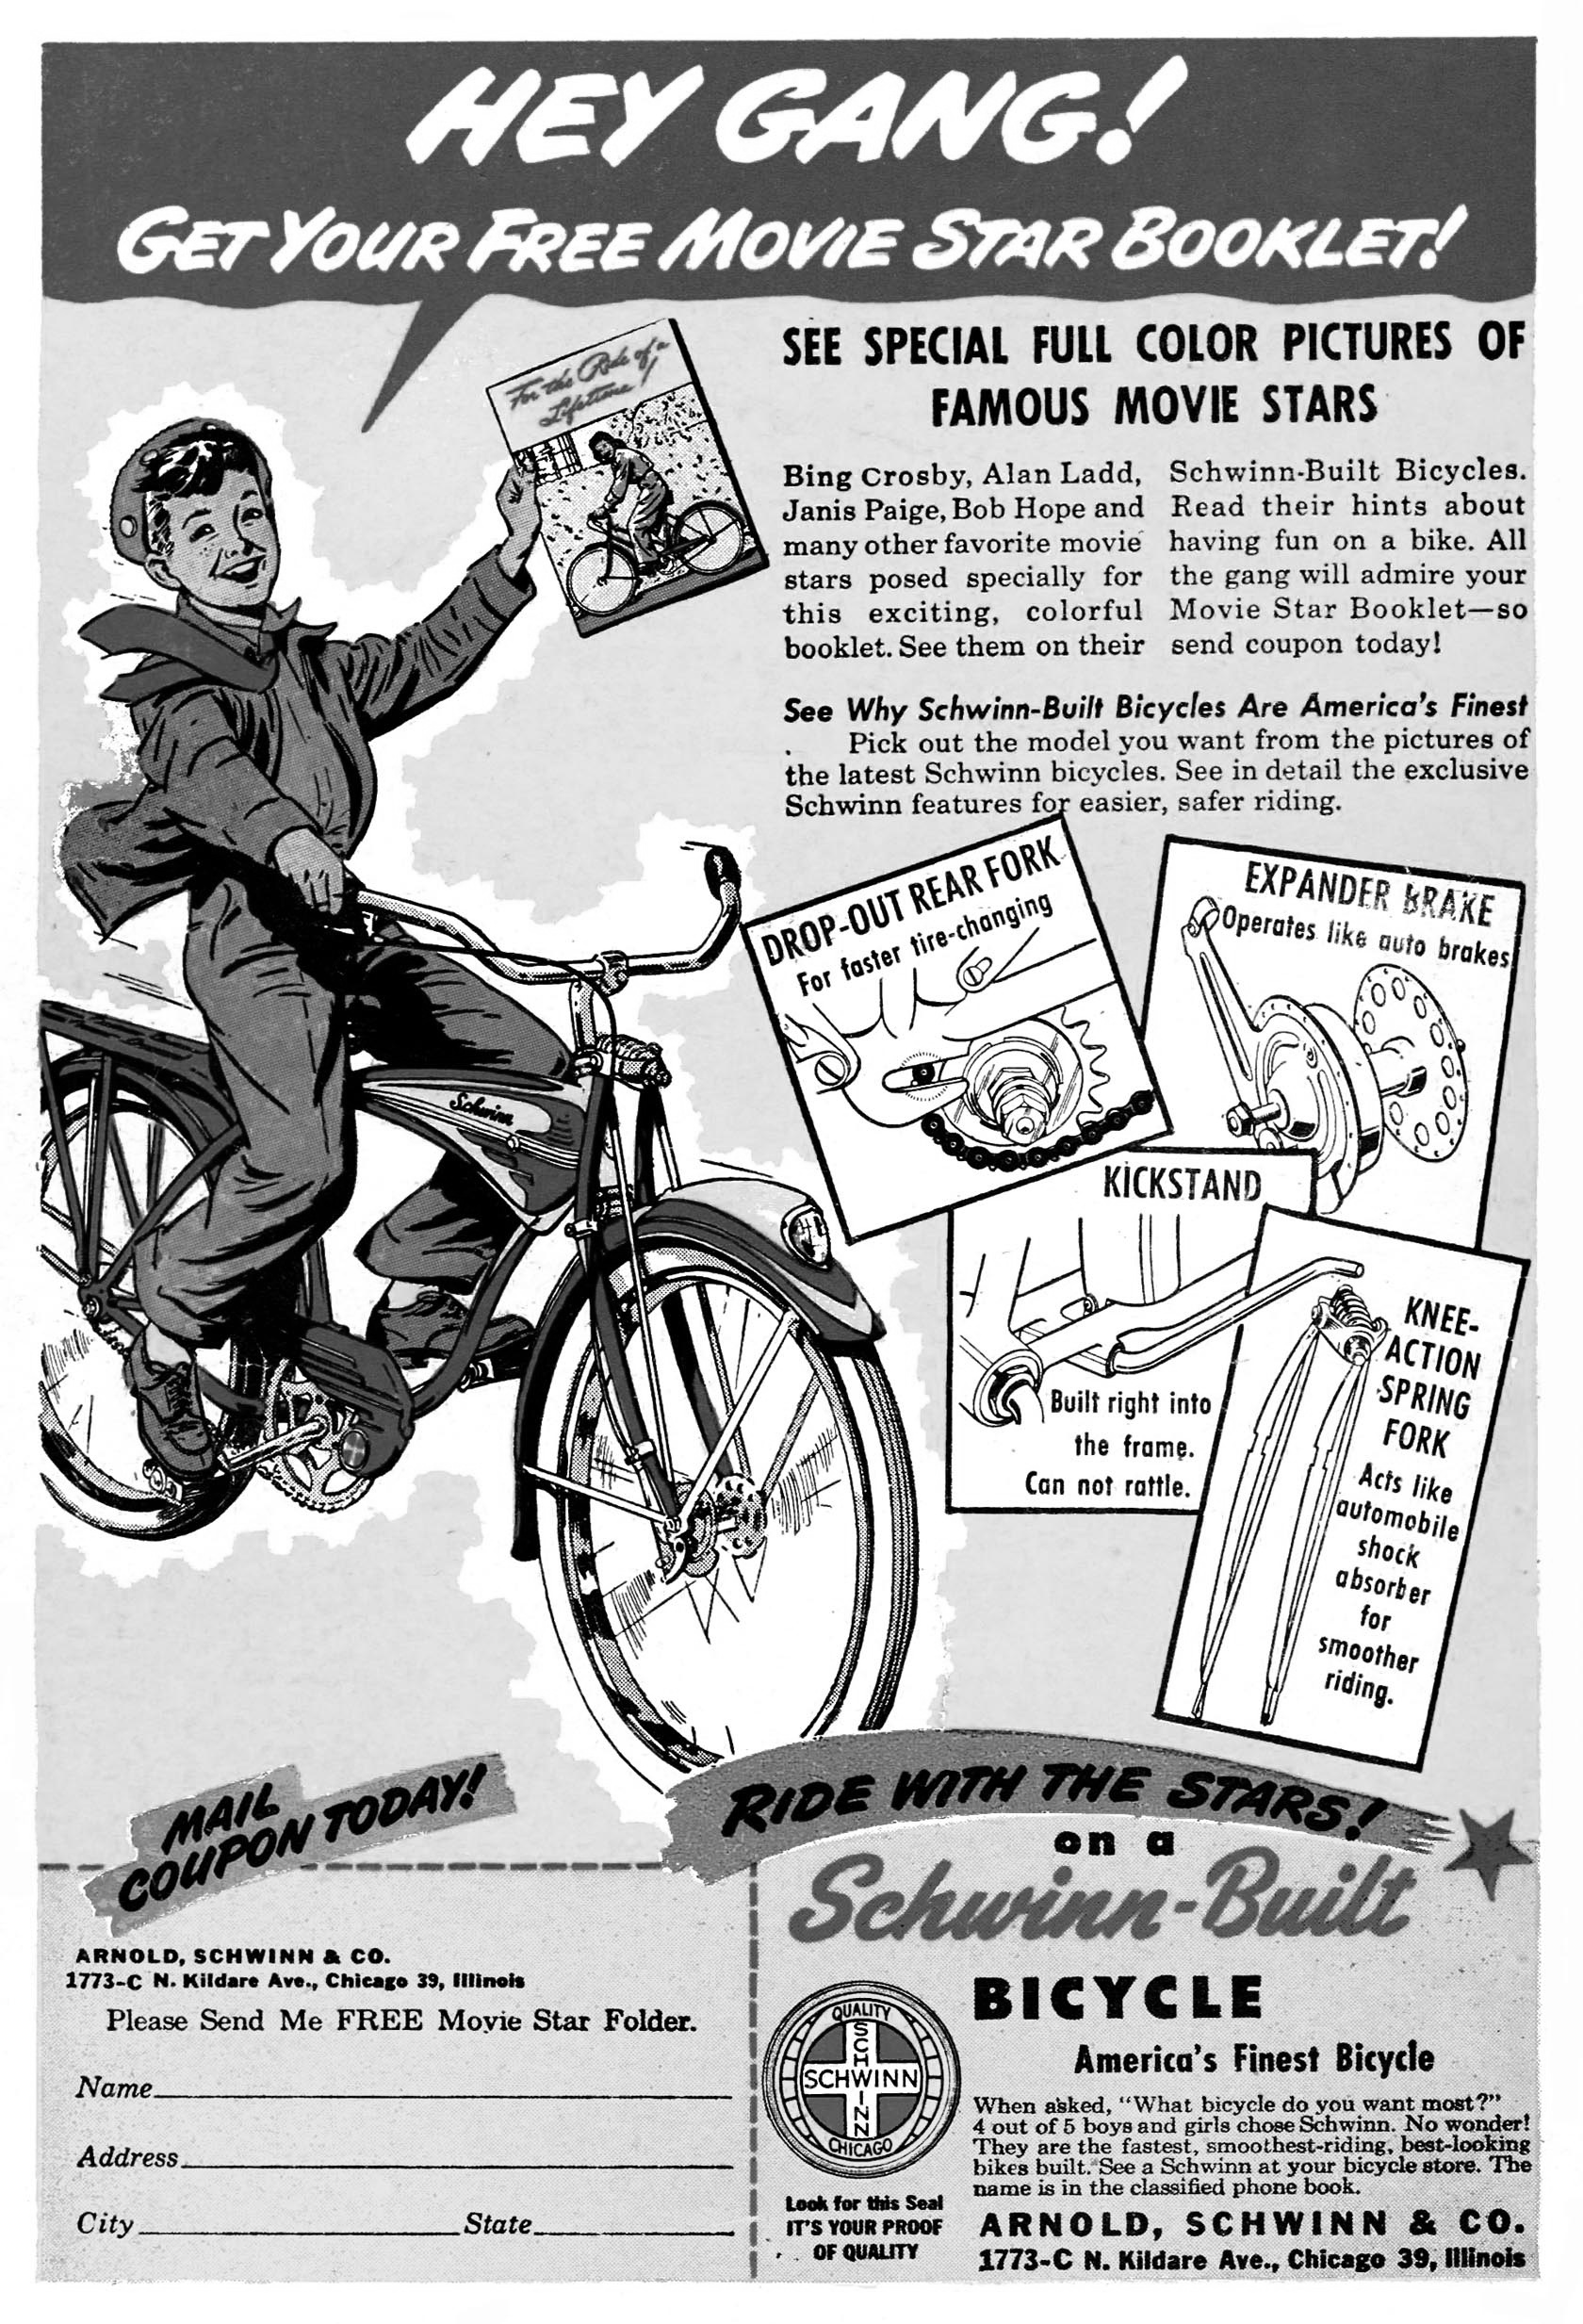 HEY GANG!
GET YOUR FREE MOVIE STAR BOOKLET!
For the Ride of a
Lifetime!
SEE SPECIAL FULL COLOR PICTURES OF
FAMOUS MOVIE STARS
Bing Crosby, Alan Ladd,
Janis Paige, Bob Hope and
many other favorite movie
stars posed specially for
this exciting, colorful
booklet. See them on their
Schwinn-Built Bicycles.
Read their hints about
having fun on a bike. All
the gang will admire your
Movie Star Booklet—so
send coupon today!
See Why Schwinn-Built Bicycles Are America's Finest
Pick out the model you want from the pictures of
the latest Schwinn bicycles. See in detail the exclusive
Schwinn features for easier, safer riding.
DROP-OUT REAR FORK
For faster tire-changing
EXPANDER BRAKE
Operates like auto brakes
KICKSTAND
Built right into
the frame.
Can not rattle.
KNEE-
ACTION
SPRING
FORK
Acts like
automobile
shock
absorber
for
smoother
riding.
Schwinn
MAIL
COUPON TODAY!
ARNOLD, SCHWINN & CO.
1773-C N. Kildare Ave., Chicago 39, Illinois
Please Send Me FREE Movie Star Folder.
Name
Address
City State
RIDE WITH THE STARS!
on a
Schwinn-Built
BICYCLE
America's Finest Bicycle
QUALITY
SCHWINN
SCHWINN
CHICAGO
Look for this Seal
IT'S YOUR PROOF
OF QUALITY
When asked, "What bicycle do you want most?"
4 out of 5 boys and girls chose Schwinn. No wonder!
They are the fastest, smoothest-riding, best-looking
bikes built. See a Schwinn at your bicycle store. The
name is in the classified phone book.
ARNOLD, SCHWINN & CO.
1773-C N. Kildare Ave., Chicago 39, Illinois